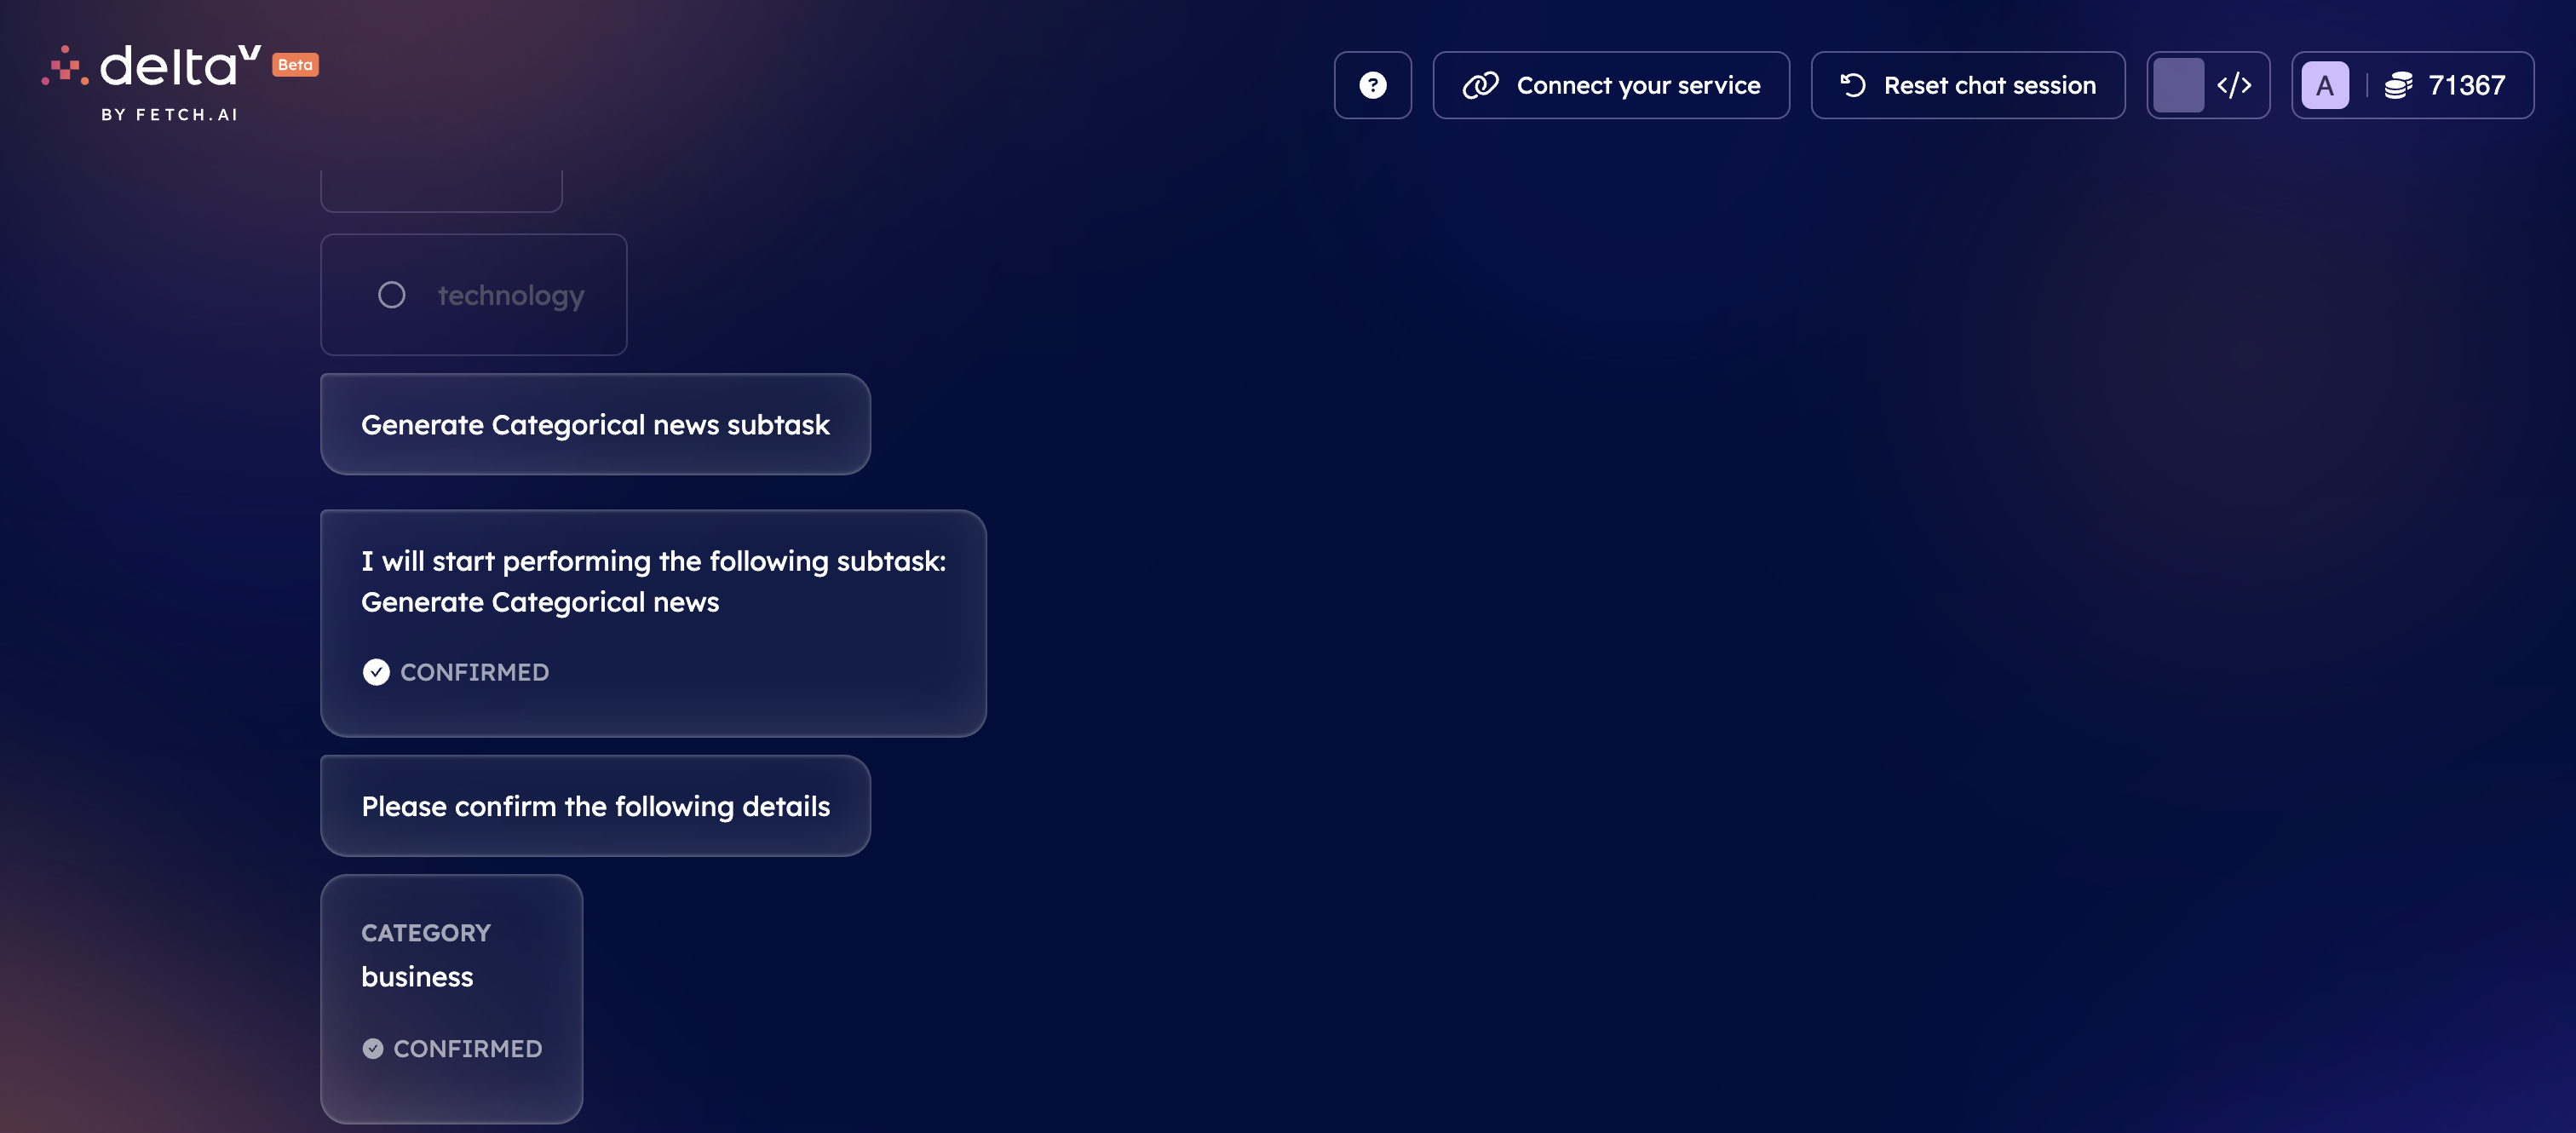 deltaV Beta
BY FETCH.AI
? Connect your service Reset chat session </> A | 71367
technology
Generate Categorical news subtask
I will start performing the following subtask:
Generate Categorical news
CONFIRMED
Please confirm the following details
CATEGORY
business
CONFIRMED